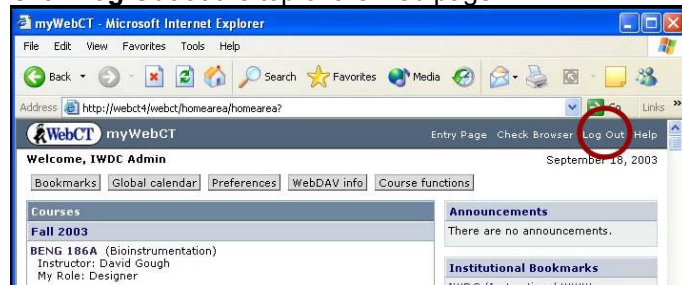 myWebCT - Microsoft Internet Explorer
File Edit View Favorites Tools Help
Back Search Favorites Media
Address http://webct4/webct/homearea/homearea? Go Links »
WebCT myWebCT Entry Page Check Browser Log Out Help
Welcome, IWDC Admin September 18, 2003
Bookmarks Global calendar Preferences WebDAV info Course functions
Courses
Fall 2003
BENG 186A (Bioinstrumentation)
Instructor: David Gough
My Role: Designer
Announcements
There are no announcements.
Institutional Bookmarks